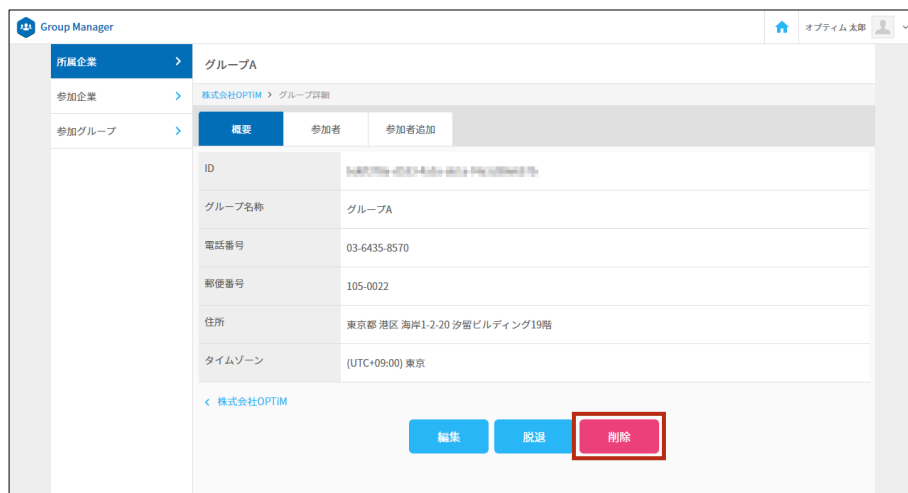 Group Manager
オプティム 太郎
所属企業
グループA
参加企業
株式会社OPTiM > グループ詳細
参加グループ
概要 参加者 参加者追加
ID
グループ名称 グループA
電話番号 03-6435-8570
郵便番号 105-0022
住所 東京都 港区 海岸1-2-20 汐留ビルディング19階
タイムゾーン (UTC+09:00) 東京
< 株式会社OPTiM
編集 脱退 削除